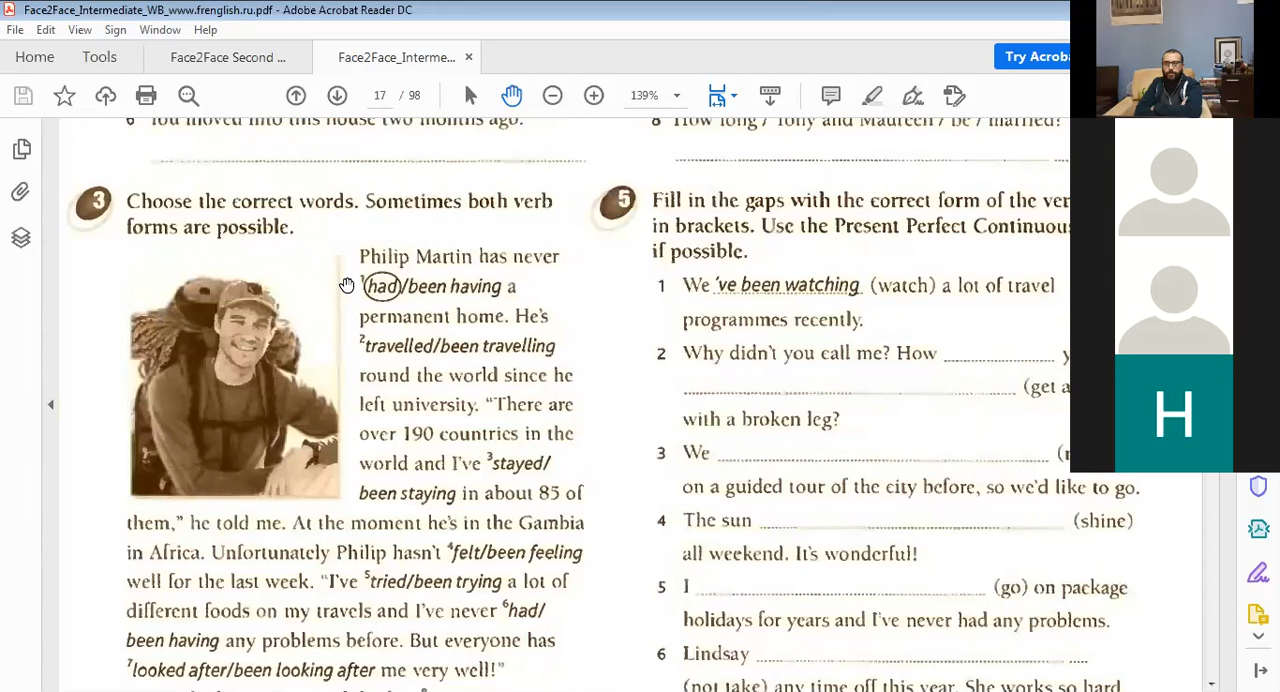 Face2Face_Intermediate_WB_www.frenglish.ru.pdf - Adobe Acrobat Reader DC
File Edit View Sign Window Help
Home Tools Face2Face Second ... Face2Face_Interme... × Try Acroba
17 / 98 139%
6 You moved into this house two months ago.
8 How long / Tony and Maureen / be / married?
3 Choose the correct words. Sometimes both verb
forms are possible.
Philip Martin has never
1had/been having a
permanent home. He's
2travelled/been travelling
round the world since he
left university. "There are
over 190 countries in the
world and I've 3stayed/
been staying in about 85 of
them," he told me. At the moment he's in the Gambia
in Africa. Unfortunately Philip hasn't 4felt/been feeling
well for the last week. "I've 5tried/been trying a lot of
different foods on my travels and I've never 6had/
been having any problems before. But everyone has
7looked after/been looking after me very well!"
5 Fill in the gaps with the correct form of the ver
in brackets. Use the Present Perfect Continuous
if possible.
1 We 've been watching (watch) a lot of travel
programmes recently.
2 Why didn't you call me? How y
(get a
with a broken leg?
3 We
on a guided tour of the city before, so we'd like to go.
4 The sun (shine)
all weekend. It's wonderful!
5 I (go) on package
holidays for years and I've never had any problems.
6 Lindsay
(not take) any time off this year. She works so hard
H